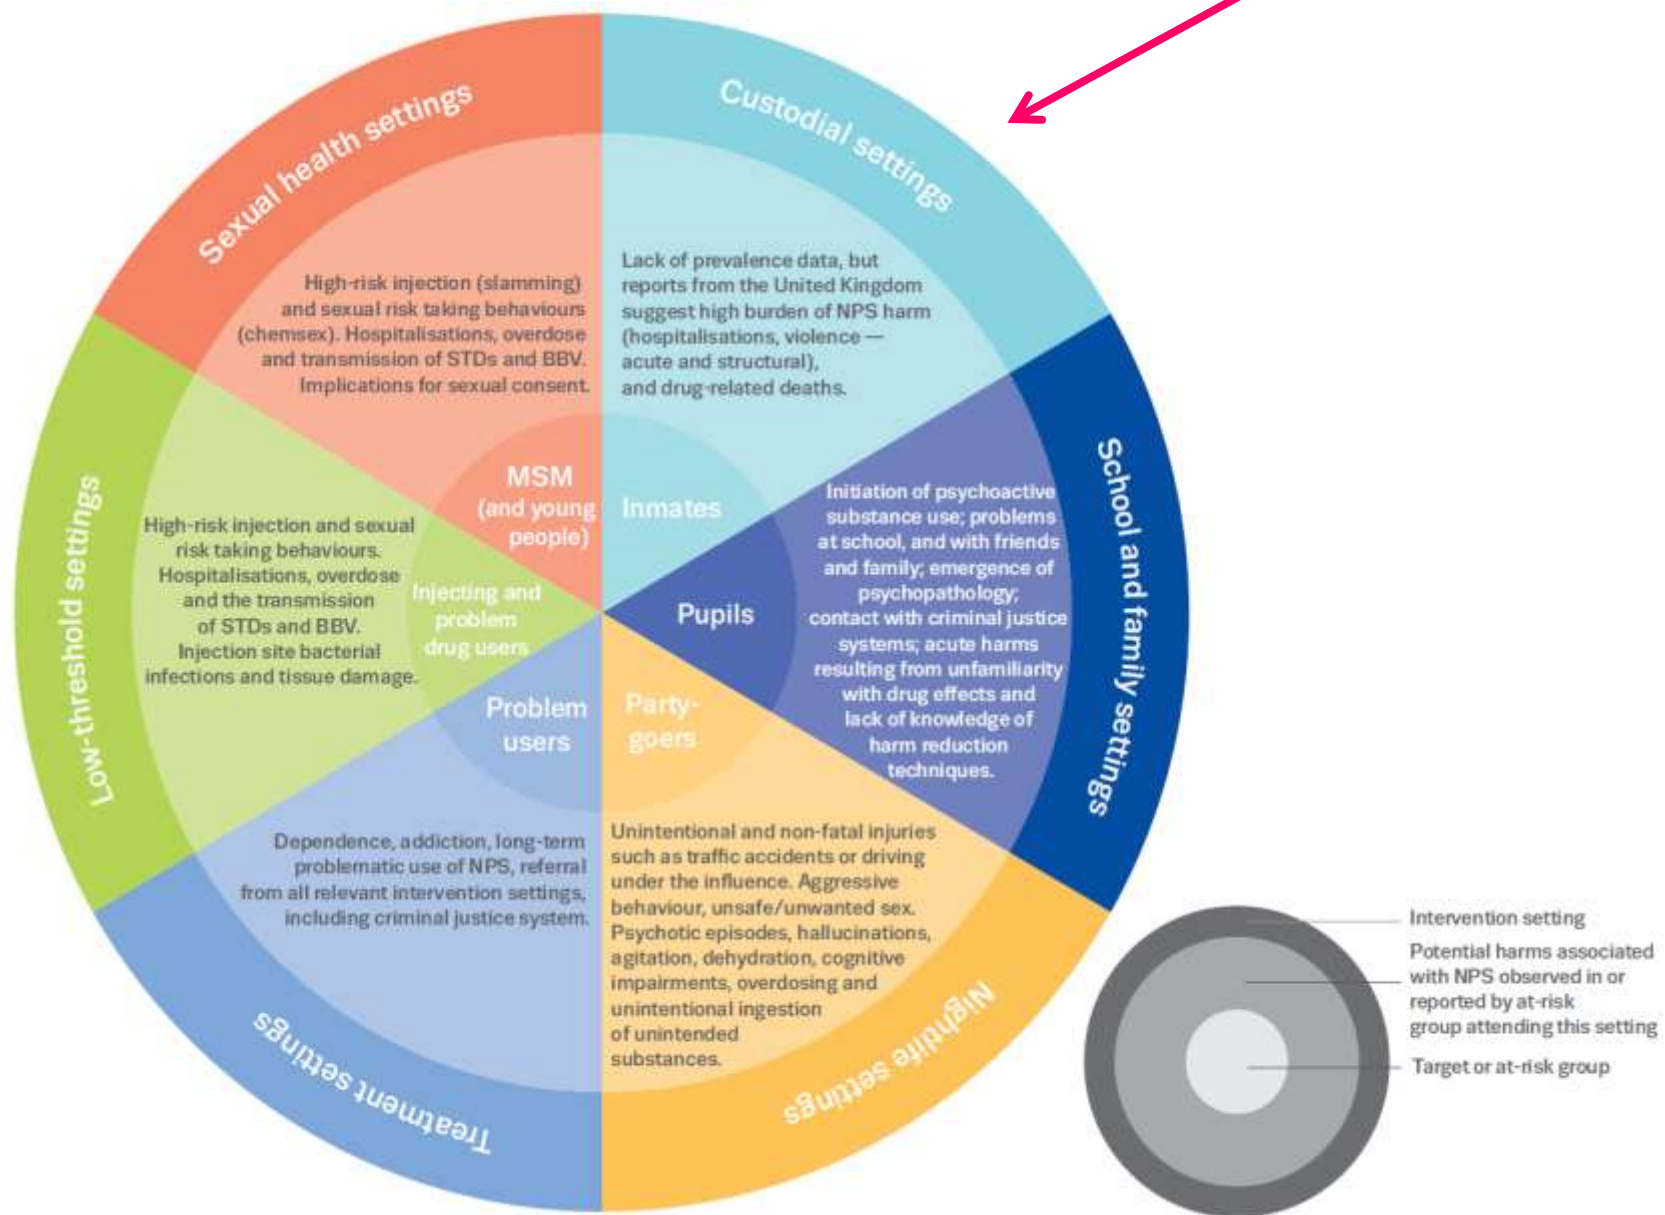 Sexual health settings
High-risk injection (slamming)
and sexual risk taking behaviours
(chemsex). Hospitalisations, overdose
and transmission of STDs and BBV.
Implications for sexual consent.
MSM
(and young
people)
Custodial settings
Lack of prevalence data, but
reports from the United Kingdom
suggest high burden of NPS harm
(hospitalisations, violence —
acute and structural),
and drug-related deaths.
Inmates
School and family settings
Initiation of psychoactive
substance use; problems
at school, and with friends
and family; emergence of
psychopathology;
contact with criminal justice
systems; acute harms
resulting from unfamiliarity
with drug effects and
lack of knowledge of
harm reduction
techniques.
Pupils
Nightlife settings
Party-
goers
Unintentional and non-fatal injuries
such as traffic accidents or driving
under the influence. Aggressive
behaviour, unsafe/unwanted sex.
Psychotic episodes, hallucinations,
agitation, dehydration, cognitive
impairments, overdosing and
unintentional ingestion
of unintended
substances.
Treatment settings
Problem
users
Dependence, addiction, long-term
problematic use of NPS, referral
from all relevant intervention settings,
including criminal justice system.
Low-threshold settings
High-risk injection and sexual
risk taking behaviours.
Hospitalisations, overdose
and the transmission
of STDs and BBV.
Injection site bacterial
infections and tissue damage.
Injecting and
problem
drug users
Intervention setting
Potential harms associated
with NPS observed in or
reported by at-risk
group attending this setting
Target or at-risk group